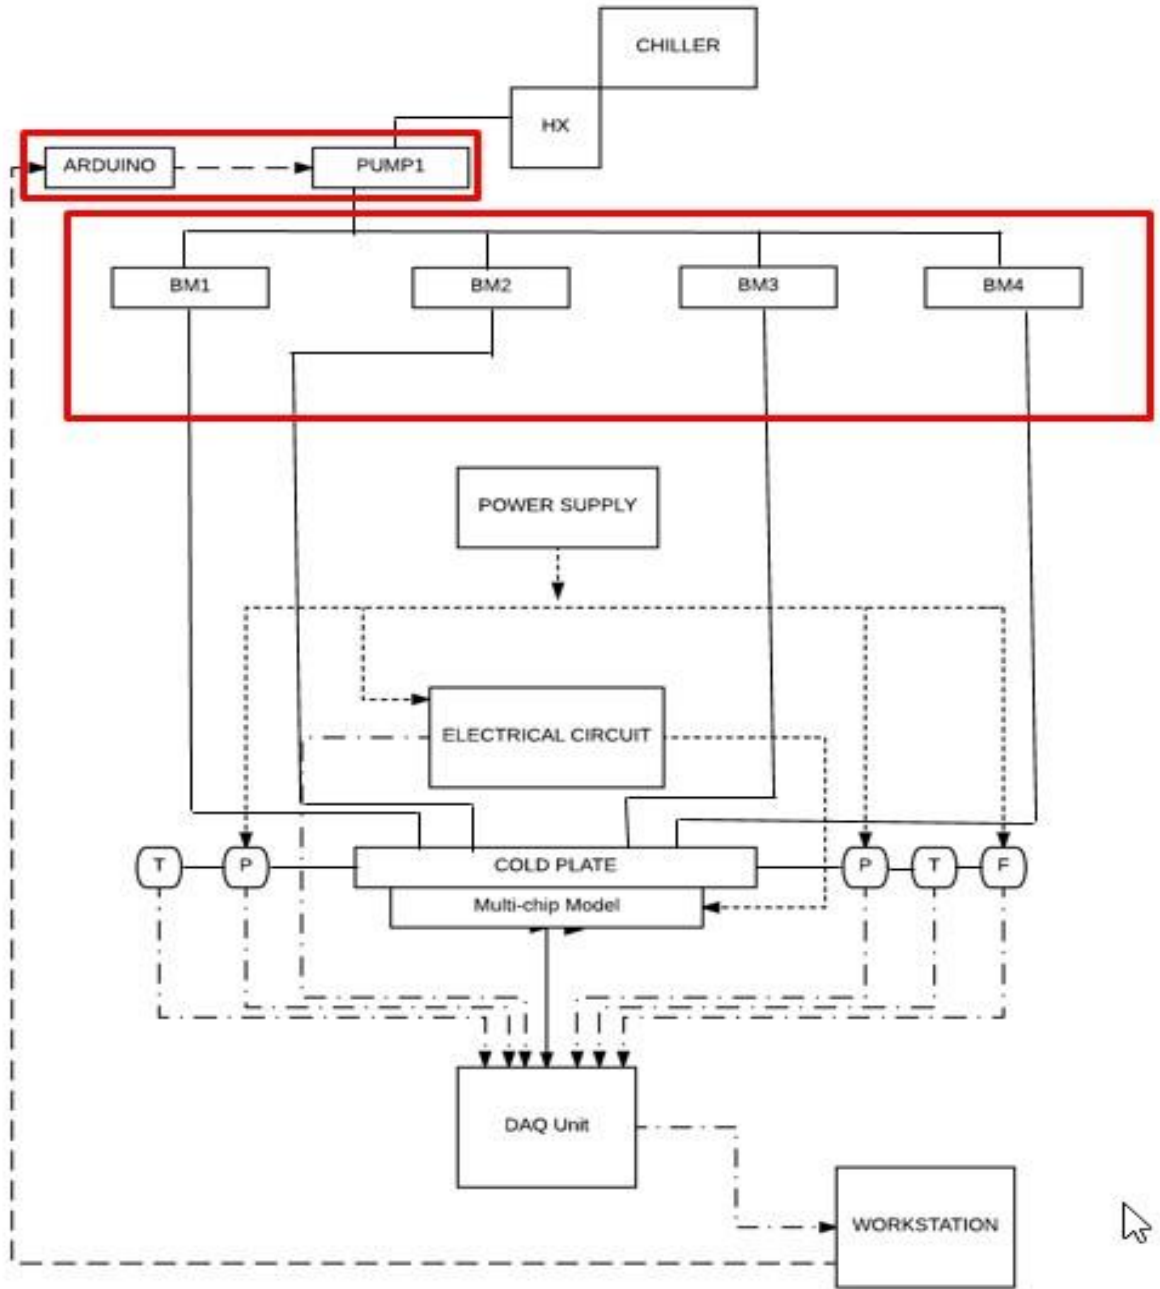 CHILLER
HX
ARDUINO
PUMP1
BM1
BM2
BM3
BM4
POWER SUPPLY
ELECTRICAL CIRCUIT
T
P
COLD PLATE
P
T
F
Multi-chip Model
DAQ Unit
WORKSTATION